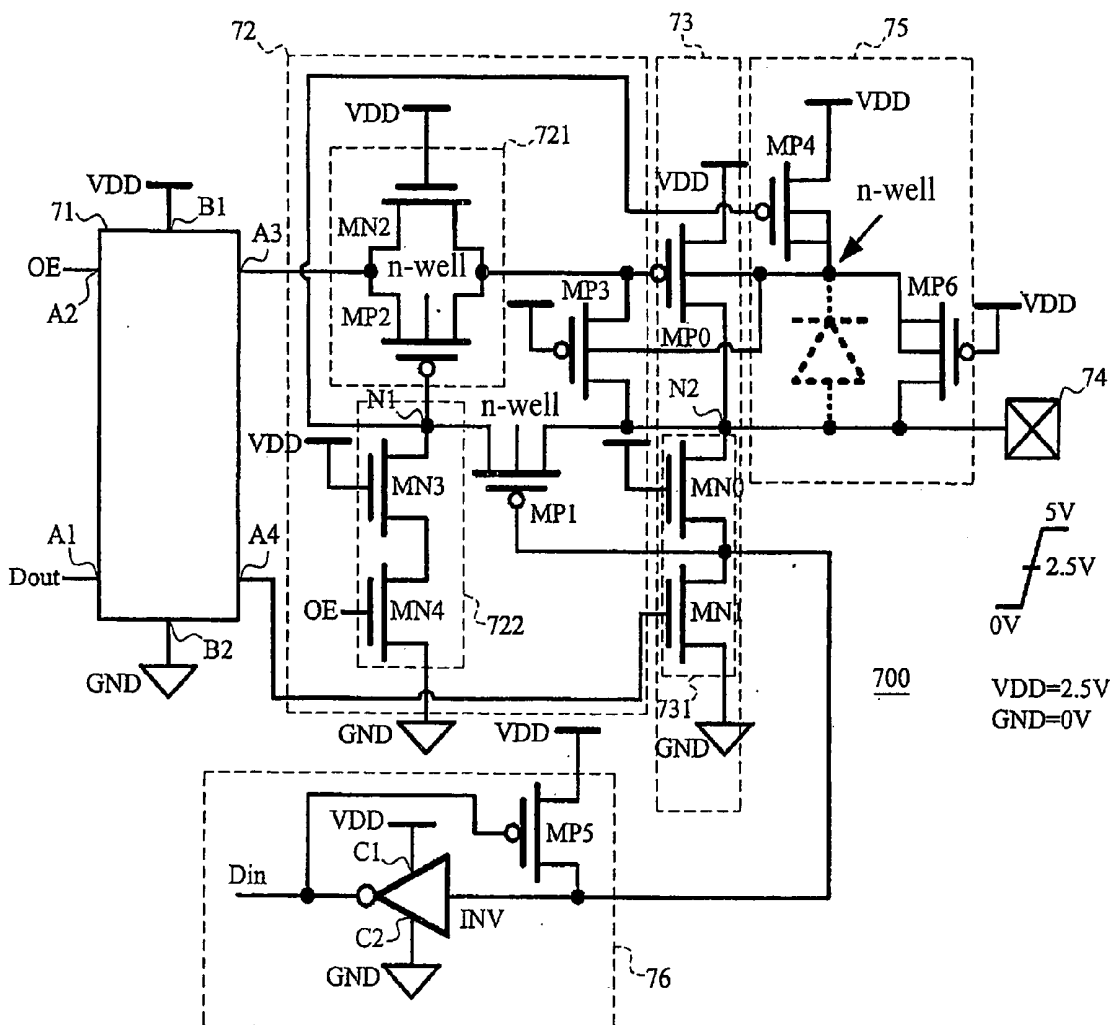 72
73
75
VDD
VDD
MP4
721
VDD
n-well
VDD
71
B1
A3
MN2
OE
n-well
A2
MP3
MP6
MP2
MP0
VDD
74
N1
n-well
N2
VDD
MN3
MN0
MP1
A1
A4
5V
Dout
2.5V
OE
MN4
MN1
722
0V
B2
GND
700
VDD=2.5V
731
GND=0V
GND
VDD
GND
VDD
MP5
C1
Din
INV
C2
GND
76